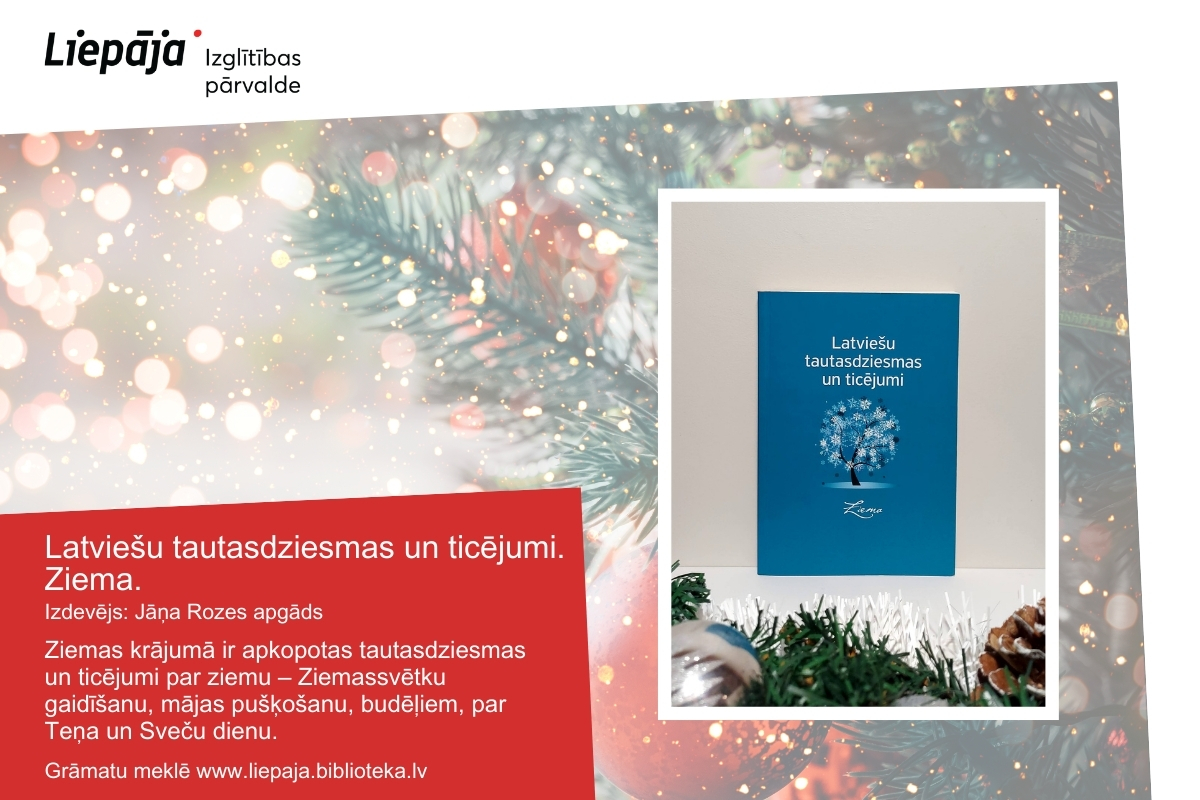 Liepāja
Izglītības
pārvalde
Latviešu
tautasdziesmas
un ticējumi
Ziema
Latviešu tautasdziesmas un ticējumi.
Ziema.
Izdevējs: Jāņa Rozes apgāds
Ziemas krājumā ir apkopotas tautasdziesmas
un ticējumi par ziemu – Ziemassvētku
gaidīšanu, mājas pušķošanu, budēļiem, par
Teņa un Sveču dienu.
Grāmatu meklē www.liepaja.biblioteka.lv